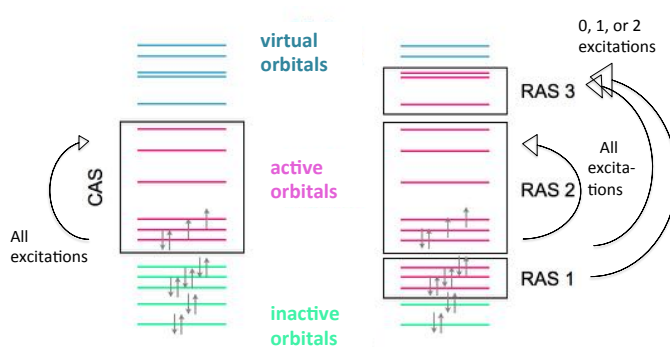 virtual
orbitals
0, 1, or 2
excitations
RAS 3
CAS
active
orbitals
All
excita-
tions
RAS 2
All
excitations
RAS 1
inactive
orbitals